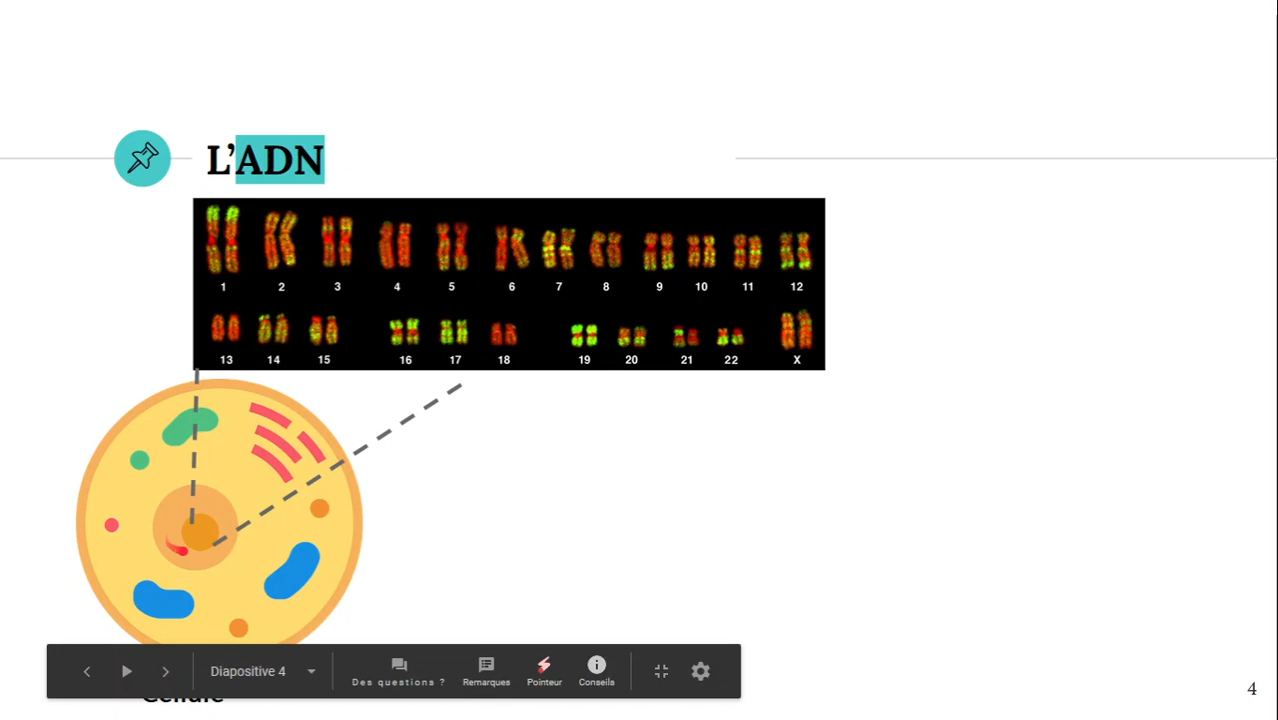 L'ADN
1 2 3 4 5 6 7 8 9 10 11 12
13 14 15 16 17 18 19 20 21 22 X
Diapositive 4
Des questions ?
Remarques
Pointeur
Conseils
Cellule
4